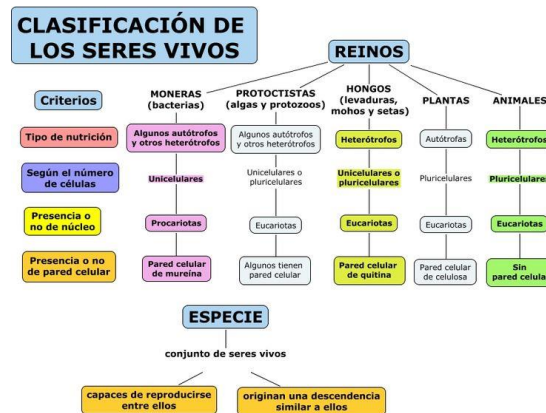 CLASIFICACIÓN DE
LOS SERES VIVOS
REINOS
Criterios
MONERAS
(bacterias)
PROTOCTISTAS
(algas y protozoos)
HONGOS
(levaduras,
mohos y setas)
PLANTAS
ANIMALES
Tipo de nutrición
Algunos autótrofos
y otros heterótrofos
Algunos autótrofos
y otros heterótrofos
Heterótrofos
Autótrofas
Heterótrofos
Según el número
de células
Unicelulares
Unicelulares o
pluricelulares
Unicelulares o
pluricelulares
Pluricelulares
Pluricelulares
Presencia o
no de núcleo
Procariotas
Eucariotas
Eucariotas
Eucariotas
Eucariotas
Presencia o no
de pared celular
Pared celular
de mureína
Algunos tienen
pared celular
Pared celular
de quitina
Pared celular
de celulosa
Sin
pared celular
ESPECIE
conjunto de seres vivos
capaces de reproducirse
entre ellos
originan una descendencia
similar a ellos